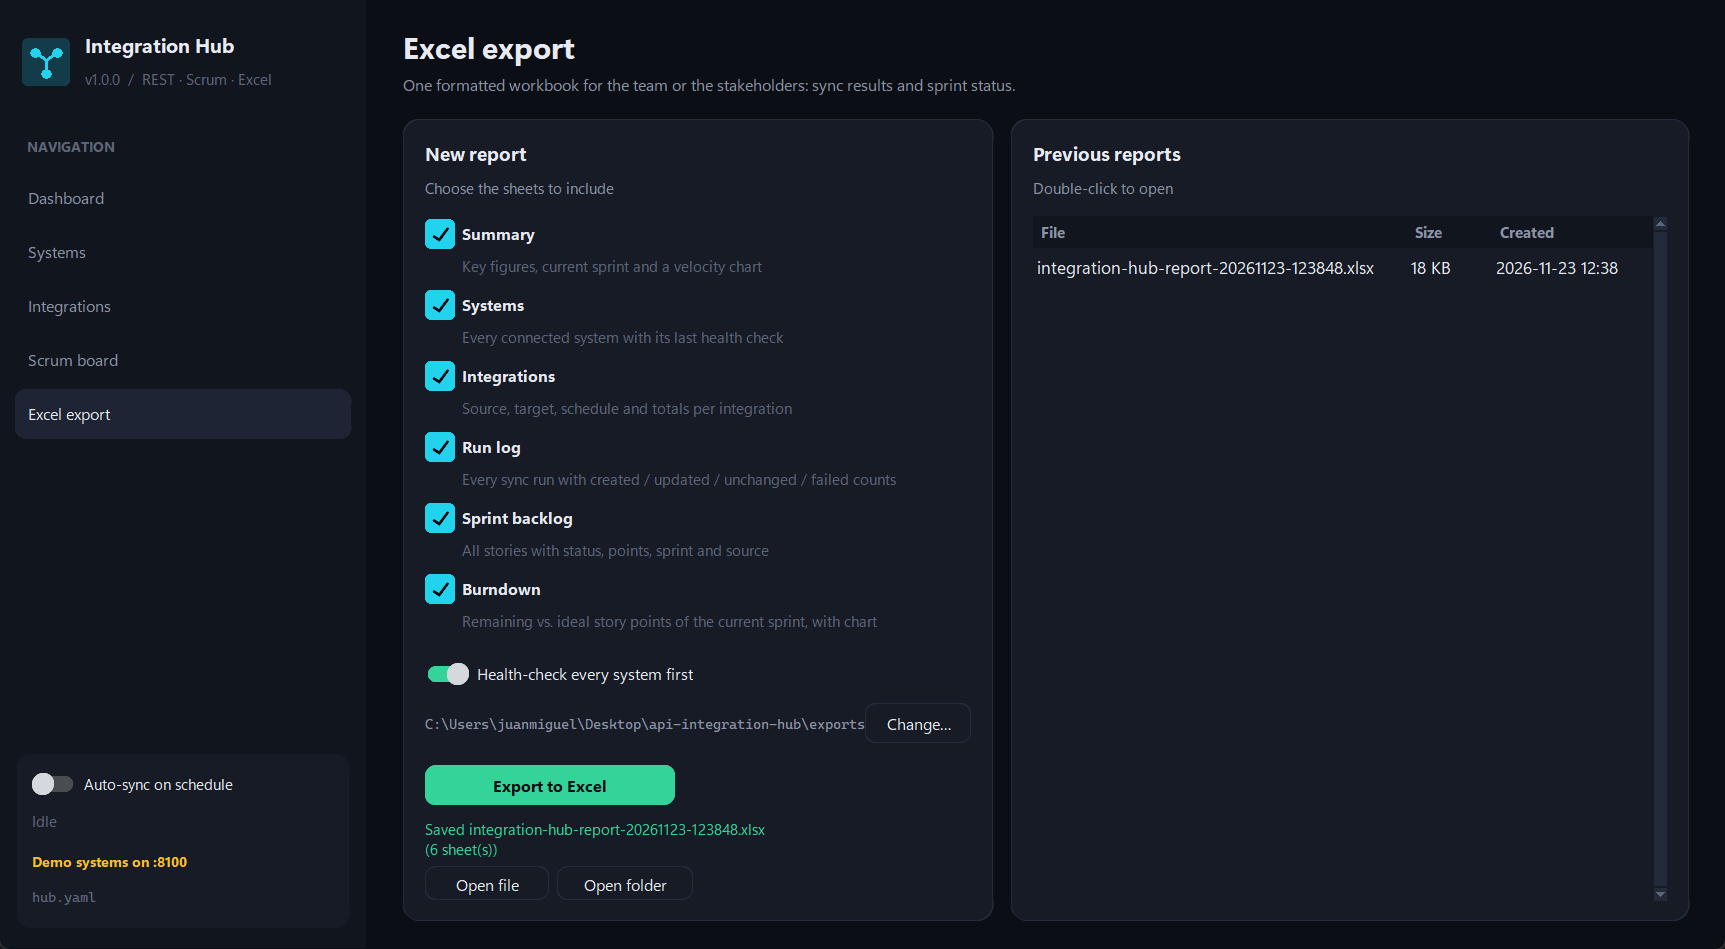 Integration Hub
v1.0.0 / REST · Scrum · Excel
NAVIGATION
Dashboard
Systems
Integrations
Scrum board
Excel export
Auto-sync on schedule
Idle
Demo systems on :8100
hub.yaml
Excel export
One formatted workbook for the team or the stakeholders: sync results and sprint status.
New report
Choose the sheets to include
Summary
Key figures, current sprint and a velocity chart
Systems
Every connected system with its last health check
Integrations
Source, target, schedule and totals per integration
Run log
Every sync run with created / updated / unchanged / failed counts
Sprint backlog
All stories with status, points, sprint and source
Burndown
Remaining vs. ideal story points of the current sprint, with chart
Health-check every system first
C:\Users\juanmiguel\Desktop\api-integration-hub\exports Change...
Export to Excel
Saved integration-hub-report-20261123-123848.xlsx
(6 sheet(s))
Open file Open folder
Previous reports
Double-click to open
File Size Created
integration-hub-report-20261123-123848.xlsx 18 KB 2026-11-23 12:38